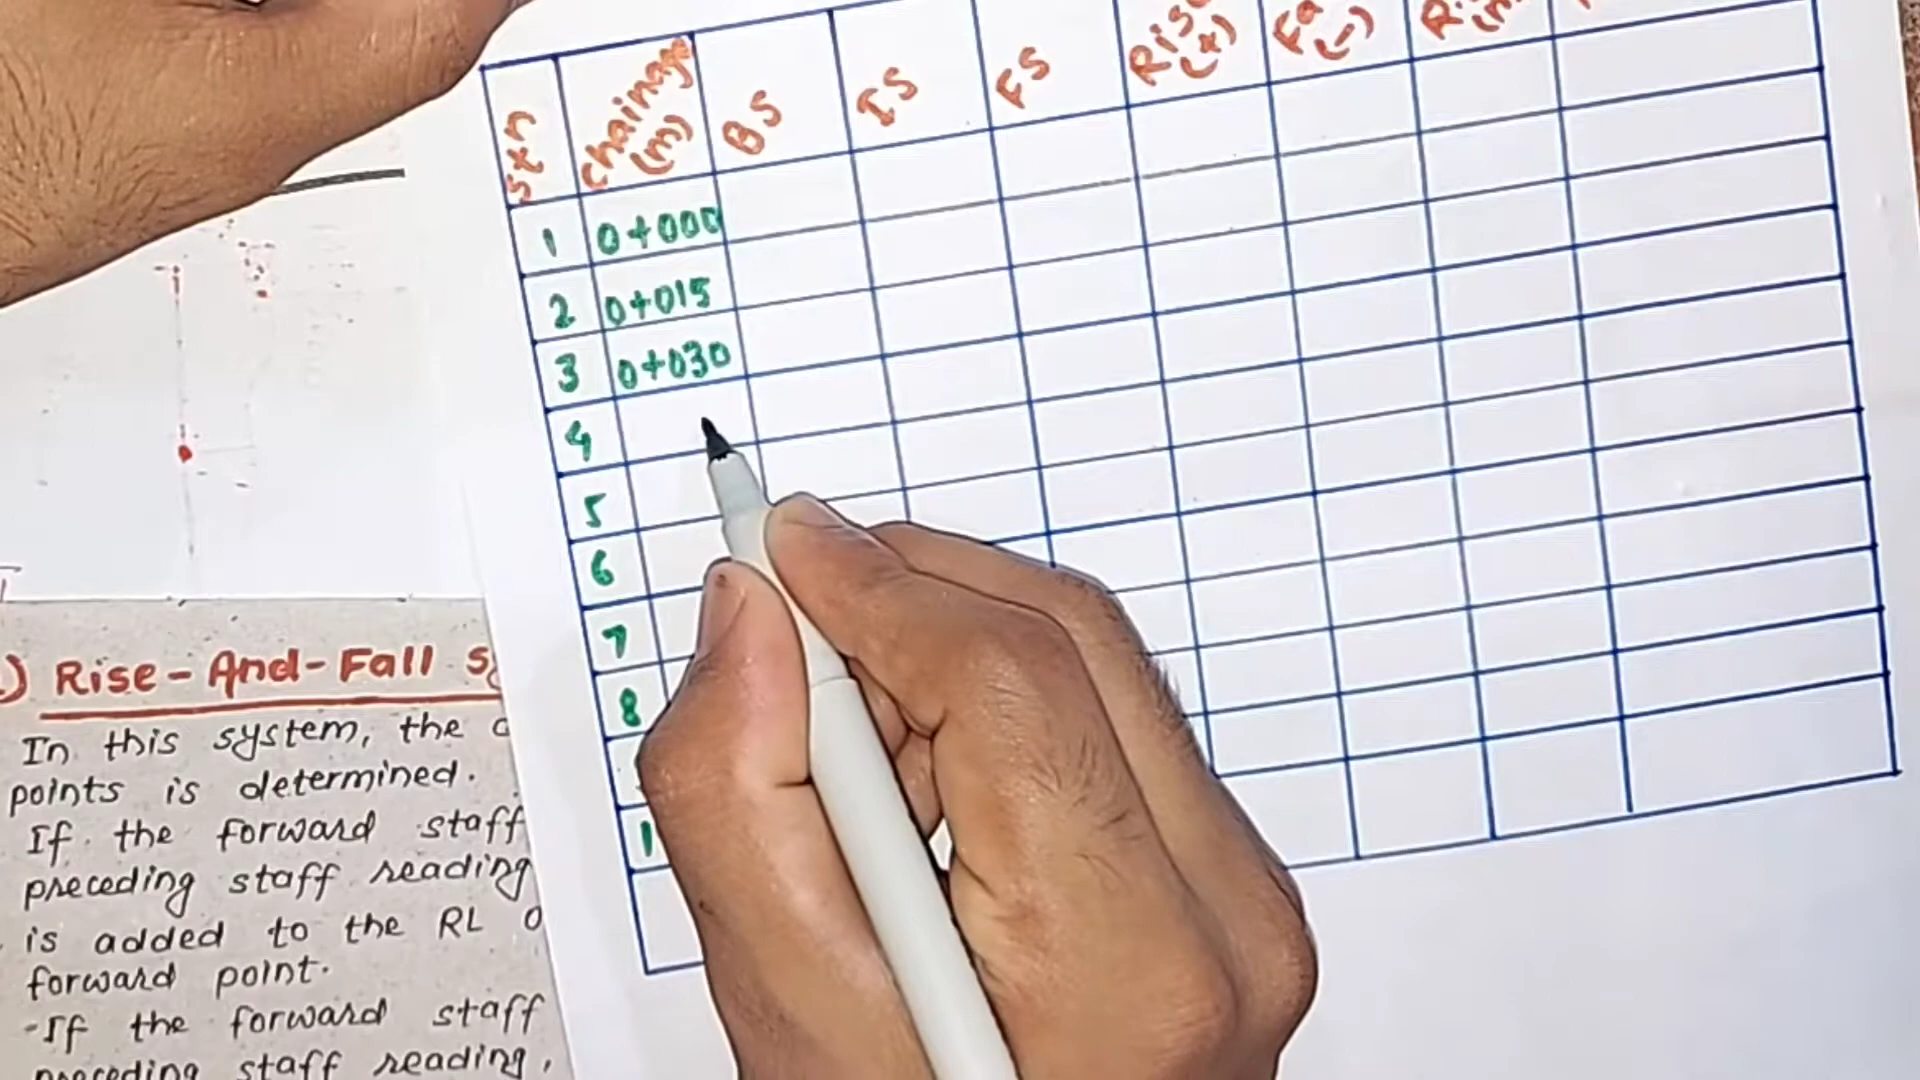 stn chainage (m) BS IS FS (+) (-)
1 0+000
2 0+015
3 0+030
4
5
6
7
8
Rise-And-Fall
In this system, the
points is determined.
If the forward staff
preceding staff reading
is added to the RL
forward point.
-If the forward staff
preceding staff reading,